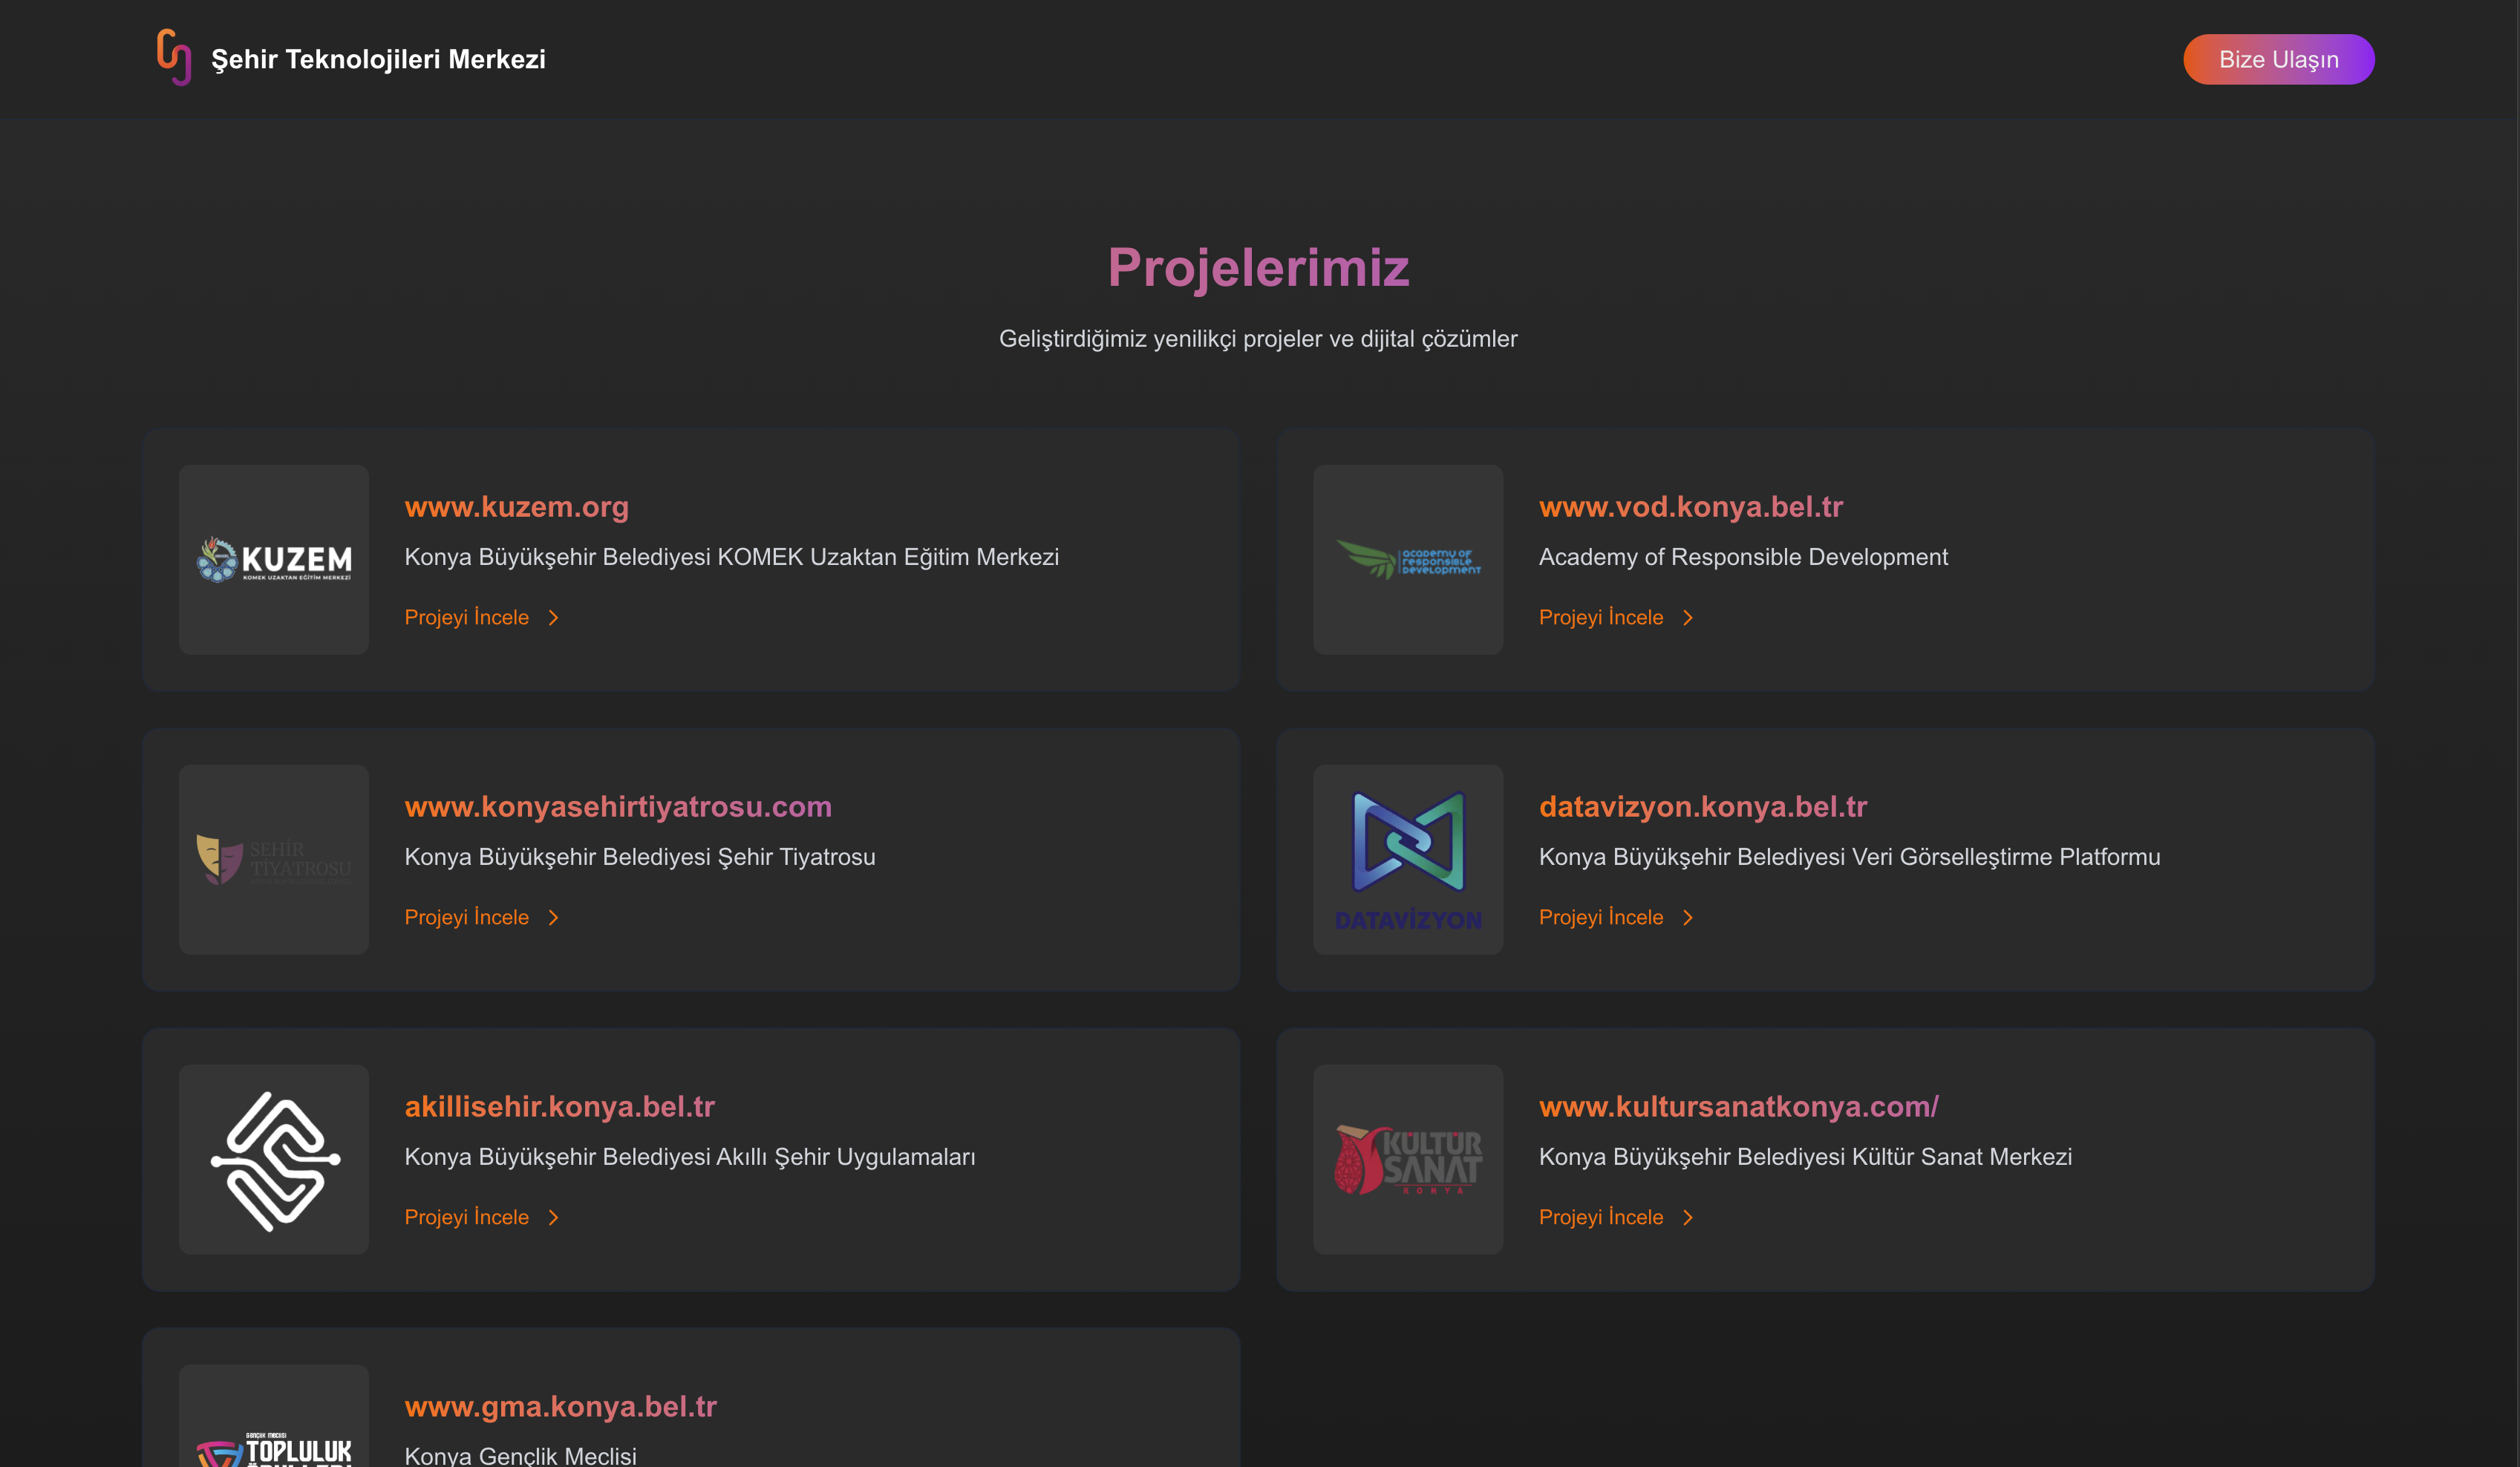 Şehir Teknolojileri Merkezi
Bize Ulaşın
Projelerimiz
Geliştirdiğimiz yenilikçi projeler ve dijital çözümler
KUZEM
KOMEK UZAKTAN EĞİTİM MERKEZİ
www.kuzem.org
Konya Büyükşehir Belediyesi KOMEK Uzaktan Eğitim Merkezi
Projeyi İncele
academy of
responsible
development
www.vod.konya.bel.tr
Academy of Responsible Development
Projeyi İncele
ŞEHİR
TİYATROSU
www.konyasehirtiyatrosu.com
Konya Büyükşehir Belediyesi Şehir Tiyatrosu
Projeyi İncele
DATAVİZYON
datavizyon.konya.bel.tr
Konya Büyükşehir Belediyesi Veri Görselleştirme Platformu
Projeyi İncele
akillisehir.konya.bel.tr
Konya Büyükşehir Belediyesi Akıllı Şehir Uygulamaları
Projeyi İncele
KÜLTÜR
SANAT
KONYA
www.kultursanatkonya.com/
Konya Büyükşehir Belediyesi Kültür Sanat Merkezi
Projeyi İncele
GENÇLİK MECLİSİ
TOPLULUK
www.gma.konya.bel.tr
Konya Gençlik Meclisi